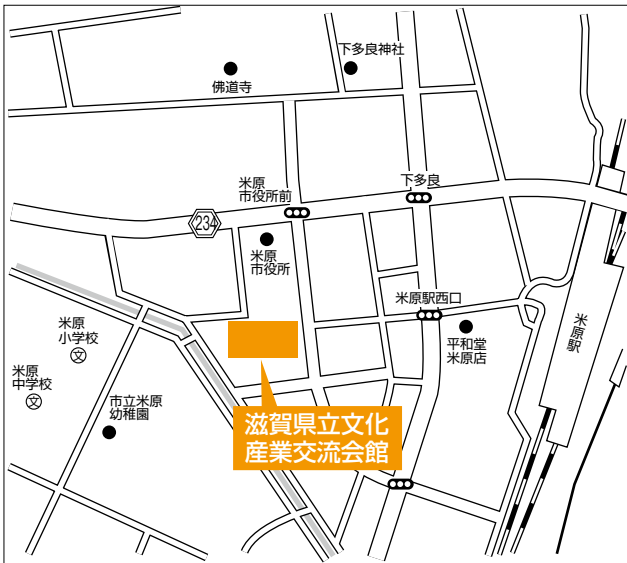 下多良神社
佛道寺
下多良
米原
市役所前
234
米原
市役所
米原駅西口
米原駅
平和堂
米原店
米原
小学校
文
米原
中学校
文
市立米原
幼稚園
滋賀県立文化
産業交流会館